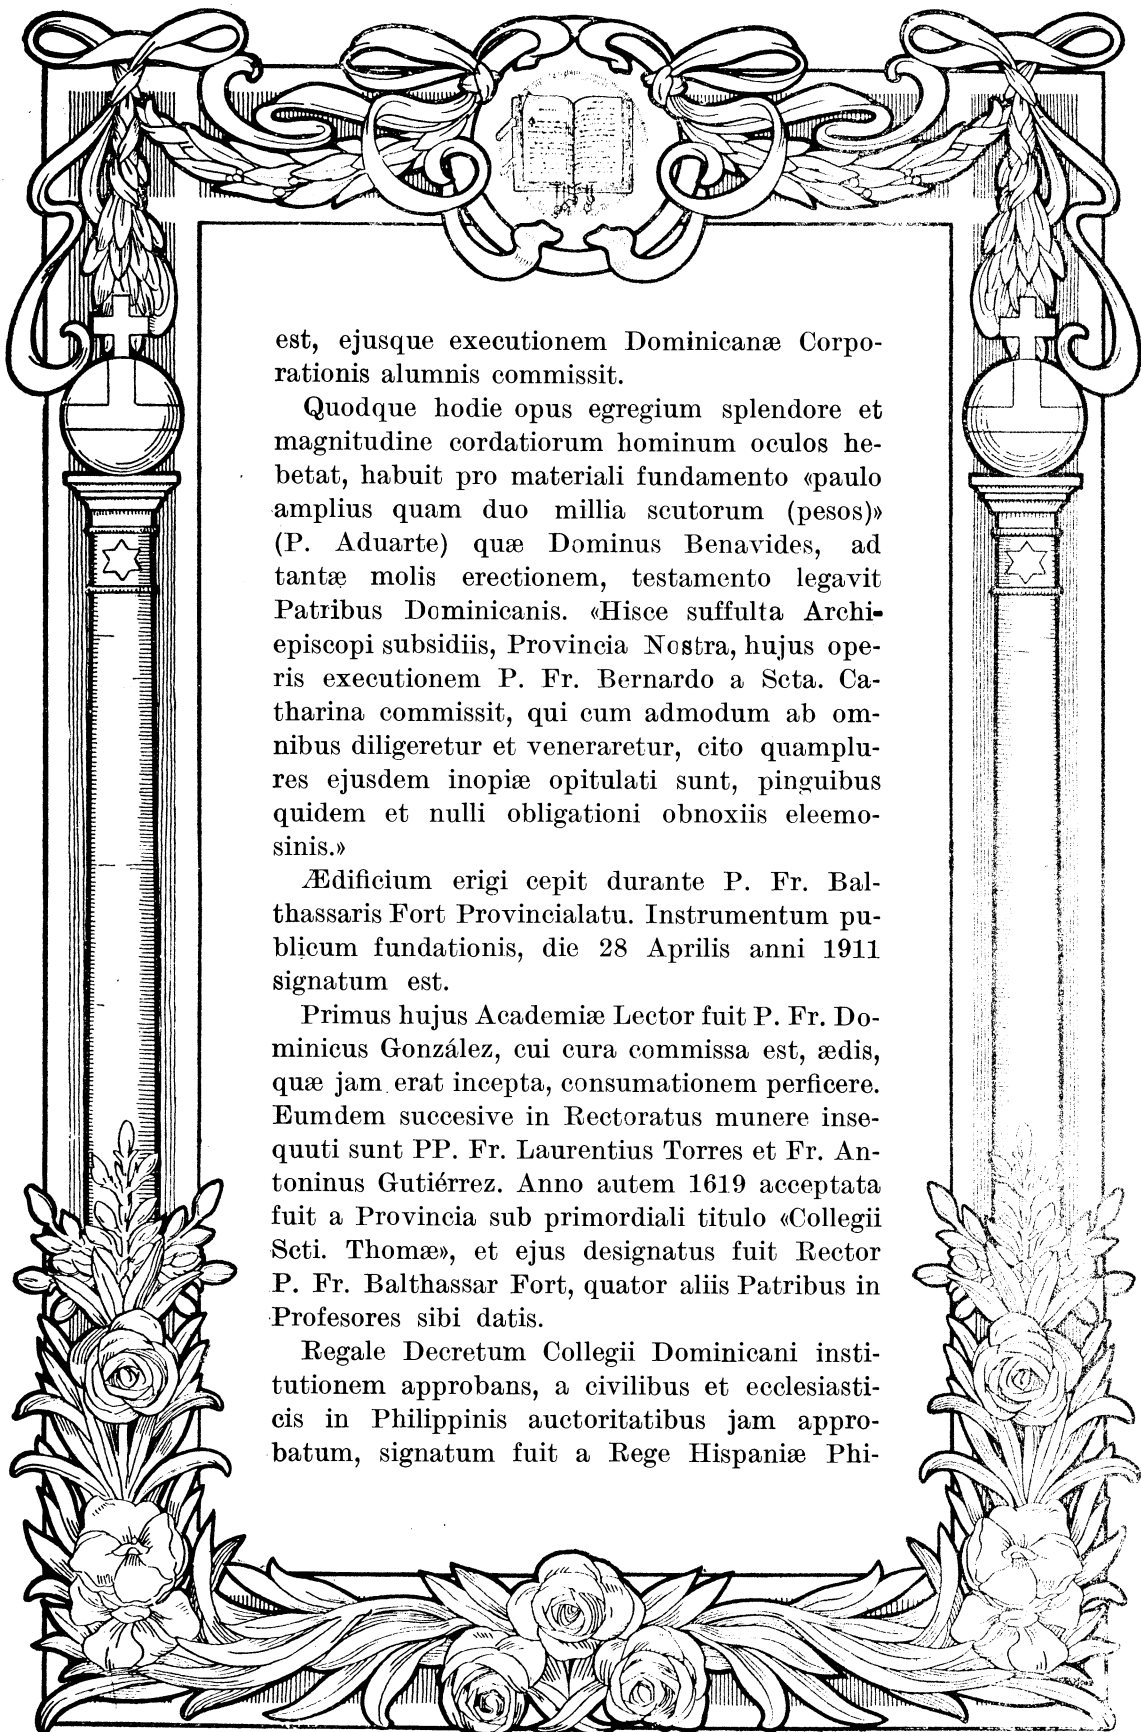 est, ejusque executionem Dominicanæ Corpo-
rationis alumnis commissit.
Quodque hodie opus egregium splendore et
magnitudine cordatiorum hominum oculos he-
betat, habuit pro materiali fundamento «paulo
amplius quam duo millia scutorum (pesos)»
(P. Aduarte) quæ Dominus Benavides, ad
tantæ molis erectionem, testamento legavit
Patribus Dominicanis. «Hisce suffulta Archi-
episcopi subsidiis, Provincia Nostra, hujus ope-
ris executionem P. Fr. Bernardo a Scta. Ca-
tharina commissit, qui cum admodum ab om-
nibus diligeretur et veneraretur, cito quamplu-
res ejusdem inopiæ opitulati sunt, pinguibus
quidem et nulli obligationi obnoxiis eleemo-
sinis.»
Ædificium erigi cepit durante P. Fr. Bal-
thassaris Fort Provincialatu. Instrumentum pu-
blicum fundationis, die 28 Aprilis anni 1911
signatum est.
Primus hujus Academiæ Lector fuit P. Fr. Do-
minicus González, cui cura commissa est, ædis,
quæ jam erat incepta, consumationem perficere.
Eumdem succesive in Rectoratus munere inse-
quuti sunt PP. Fr. Laurentius Torres et Fr. An-
toninus Gutiérrez. Anno autem 1619 acceptata
fuit a Provincia sub primordiali titulo «Collegii
Scti. Thomæ», et ejus designatus fuit Rector
P. Fr. Balthassar Fort, quator aliis Patribus in
Profesores sibi datis.
Regale Decretum Collegii Dominicani insti-
tutionem approbans, a civilibus et ecclesiasti-
cis in Philippinis auctoritatibus jam appro-
batum, signatum fuit a Rege Hispaniæ Phi-